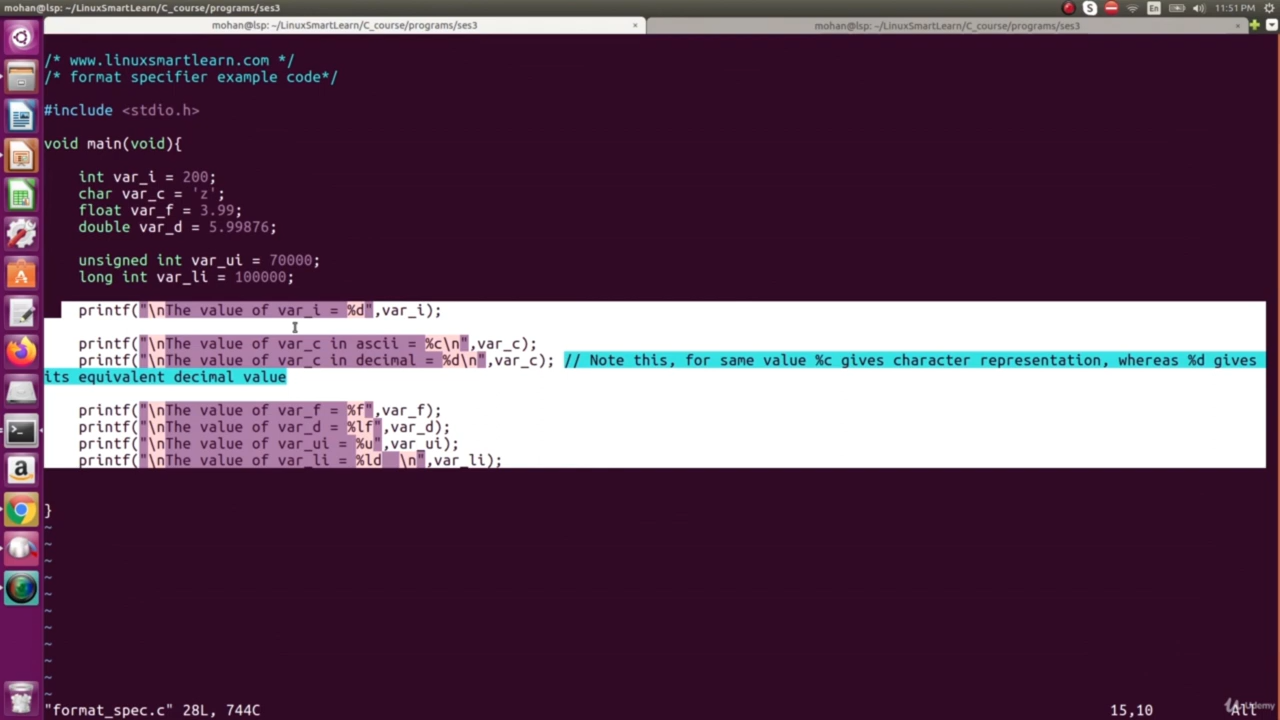 mohan@lsp: ~/LinuxSmartLearn/C_course/programs/ses3
S
En
11:51 PM
mohan@lsp: ~/LinuxSmartLearn/C_course/programs/ses3
×
mohan@lsp: ~/LinuxSmartLearn/C_course/programs/ses3
×
/* www.linuxsmartlearn.com */
/* format specifier example code*/
#include <stdio.h>
void main(void){
int var_i = 200;
char var_c = 'z';
float var_f = 3.99;
double var_d = 5.99876;
unsigned int var_ui = 70000;
long int var_li = 100000;
printf("\nThe value of var_i = %d",var_i);
printf("\nThe value of var_c in ascii = %c\n",var_c);
printf("\nThe value of var_c in decimal = %d\n",var_c); // Note this, for same value %c gives character representation, whereas %d gives
its equivalent decimal value
printf("\nThe value of var_f = %f",var_f);
printf("\nThe value of var_d = %lf",var_d);
printf("\nThe value of var_ui = %u",var_ui);
printf("\nThe value of var_li = %ld  \n",var_li);
}
~
~
~
~
~
~
~
~
~
~
~
"format_spec.c" 28L, 744C
15,10
All
Udemy